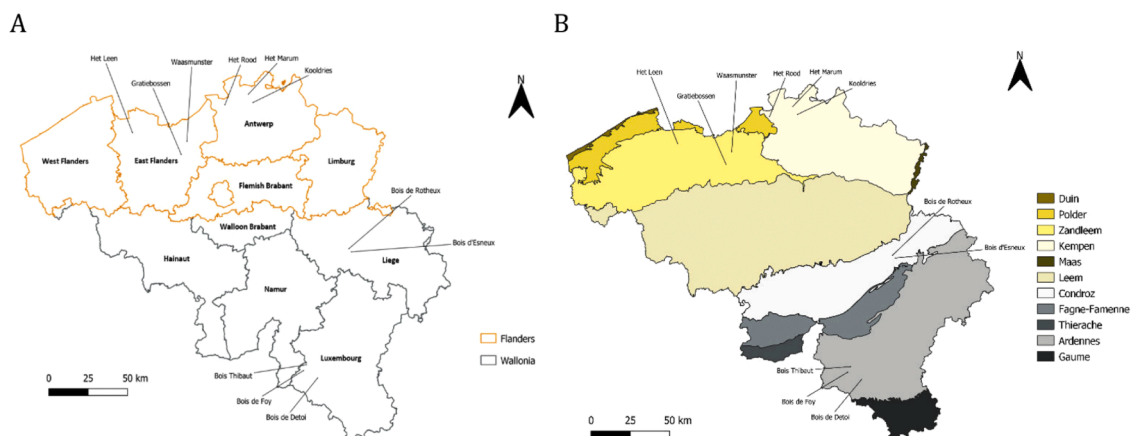 A
Het Leen
Gratiebossen
Waasmunster
Het Rood
Het Marum
Kooldries
N
West Flanders
East Flanders
Antwerp
Limburg
Flemish Brabant
Walloon Brabant
Hainaut
Namur
Liege
Luxembourg
Bois de Rotheux
Bois d'Esneux
Bois Thibaut
Bois de Foy
Bois de Detoi
Flanders
Wallonia
0 25 50 km
B
Het Leen
Gratiebossen
Waasmunster
Het Rood
Het Marum
Kooldries
N
Bois de Rotheux
Bois d'Esneux
Bois Thibaut
Bois de Foy
Bois de Detoi
Duin
Polder
Zandleem
Kempen
Maas
Leem
Condroz
Fagne-Famenne
Thierache
Ardennes
Gaume
0 25 50 km